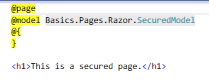 @page
@model Basics.Pages.Razor.SecuredModel
@{
}
<h1>This is a secured page.</h1>